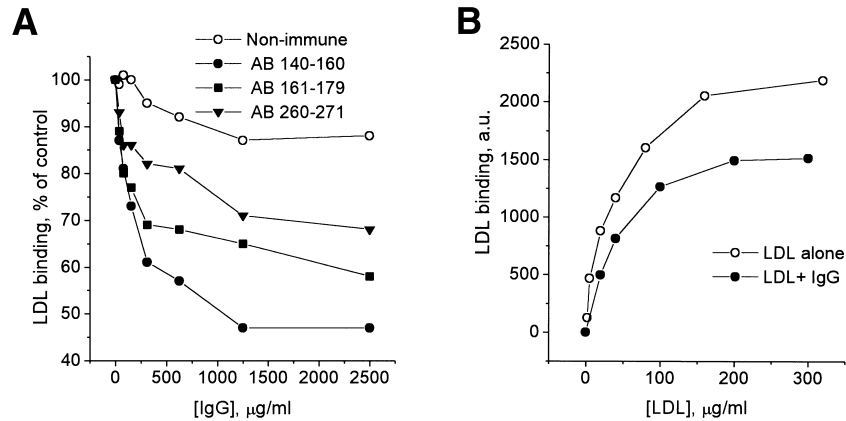 A
Non-immune
AB 140-160
AB 161-179
AB 260-271
LDL binding, % of control
100
90
80
70
60
50
40
0 500 1000 1500 2000 2500
[IgG], μg/ml
B
LDL binding, a.u.
2500
2000
1500
1000
500
0
LDL alone
LDL+ IgG
0 100 200 300
[LDL], μg/ml